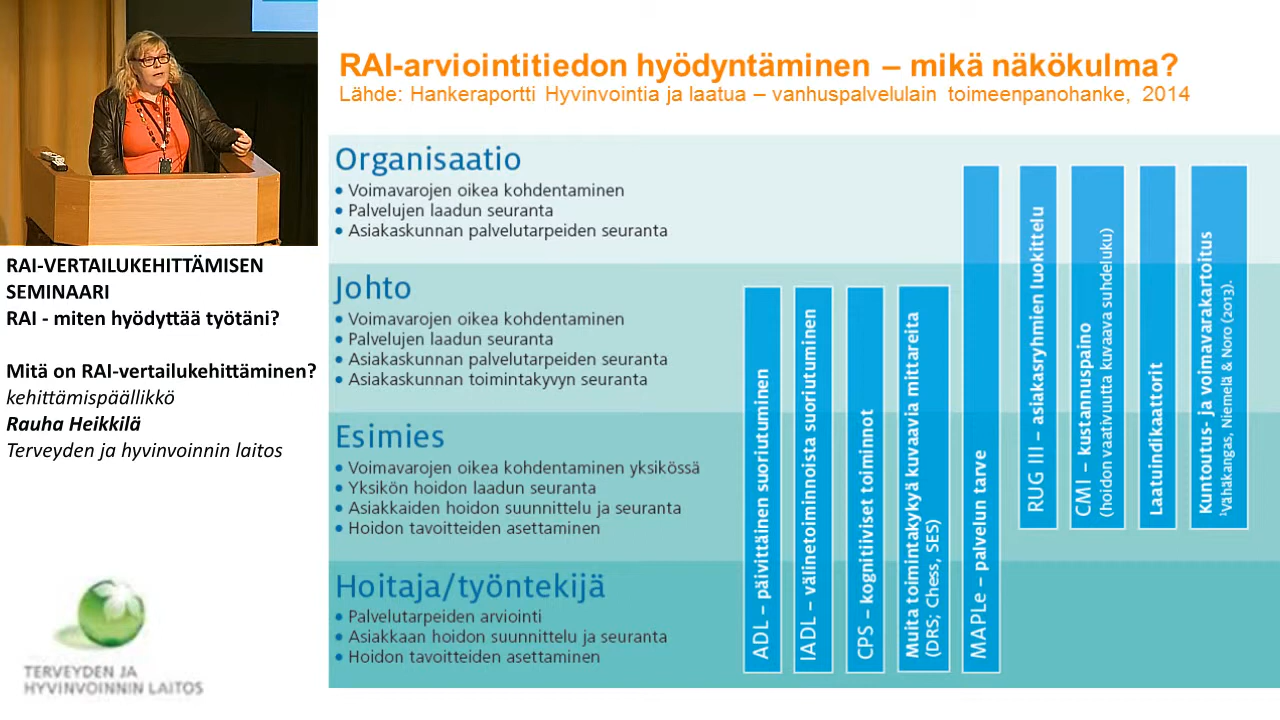 RAI-VERTAILUKEHITTÄMISEN
SEMINAARI
RAI - miten hyödyttää työtäni?
Mitä on RAI-vertailukehittäminen?
kehittämispäällikkö
Rauha Heikkilä
Terveyden ja hyvinvoinnin laitos
TERVEYDEN JA
HYVINVOINNIN LAITOS
RAI-arviointitiedon hyödyntäminen – mikä näkökulma?
Lähde: Hankeraportti Hyvinvointia ja laatua – vanhuspalvelulain toimeenpanohanke, 2014
Organisaatio
• Voimavarojen oikea kohdentaminen
• Palvelujen laadun seuranta
• Asiakaskunnan palvelutarpeiden seuranta
Johto
• Voimavarojen oikea kohdentaminen
• Palvelujen laadun seuranta
• Asiakaskunnan palvelutarpeiden seuranta
• Asiakaskunnan toimintakyvyn seuranta
Esimies
• Voimavarojen oikea kohdentaminen yksikössä
• Yksikön hoidon laadun seuranta
• Asiakkaiden hoidon suunnittelu ja seuranta
• Hoidon tavoitteiden asettaminen
Hoitaja/työntekijä
• Palvelutarpeiden arviointi
• Asiakkaan hoidon suunnittelu ja seuranta
• Hoidon tavoitteiden asettaminen
ADL – päivittäinen suoriutuminen
IADL – välinetoiminnoista suoriutuminen
CPS – kognitiiviset toiminnot
Muita toimintakykyä kuvaavia mittareita
(DRS; Chess, SES)
MAPLe – palvelun tarve
RUG III – asiakasryhmien luokittelu
CMI – kustannuspaino
(hoidon vaativuutta kuvaava suhdeluku)
Laatuindikaattorit
Kuntoutus- ja voimavarakartoitus
¹Vähäkangas, Niemelä & Noro (2013).